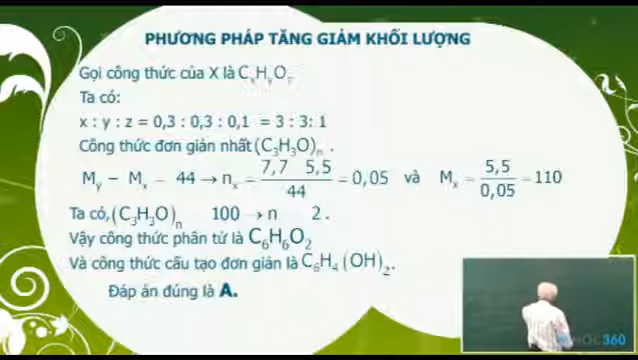 PHƯƠNG PHÁP TĂNG GIẢM KHỐI LƯỢNG
Gọi công thức của X là CxHyOz
Ta có:
x : y : z = 0,3 : 0,3 : 0,1 = 3 : 3: 1
Công thức đơn giản nhất (C₃H₃O)ₙ .
My − Mx = 44 → nx = (7,7 5,5)/44 = 0,05 và Mx = 5,5/0,05 = 110
Ta có,(C₃H₃O)ₙ 100 → n 2 .
Vậy công thức phân tử là C₆H₆O₂
Và công thức cấu tạo đơn giản là C₆H₄(OH)₂.
Đáp án đúng là A.
HOC360